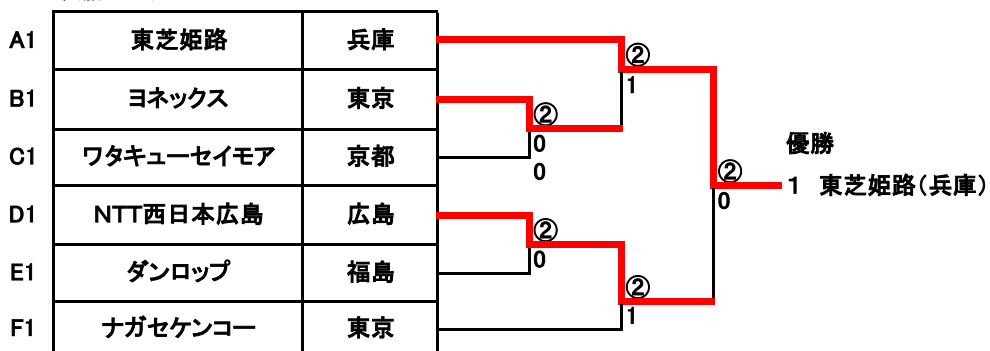 A1 東芝姫路 兵庫
②
1
B1 ヨネックス 東京
②
0
0
C1 ワタキューセイモア 京都
優勝
②
0
1 東芝姫路(兵庫)
D1 NTT西日本広島 広島
②
0
E1 ダンロップ 福島
②
1
F1 ナガセケンコー 東京